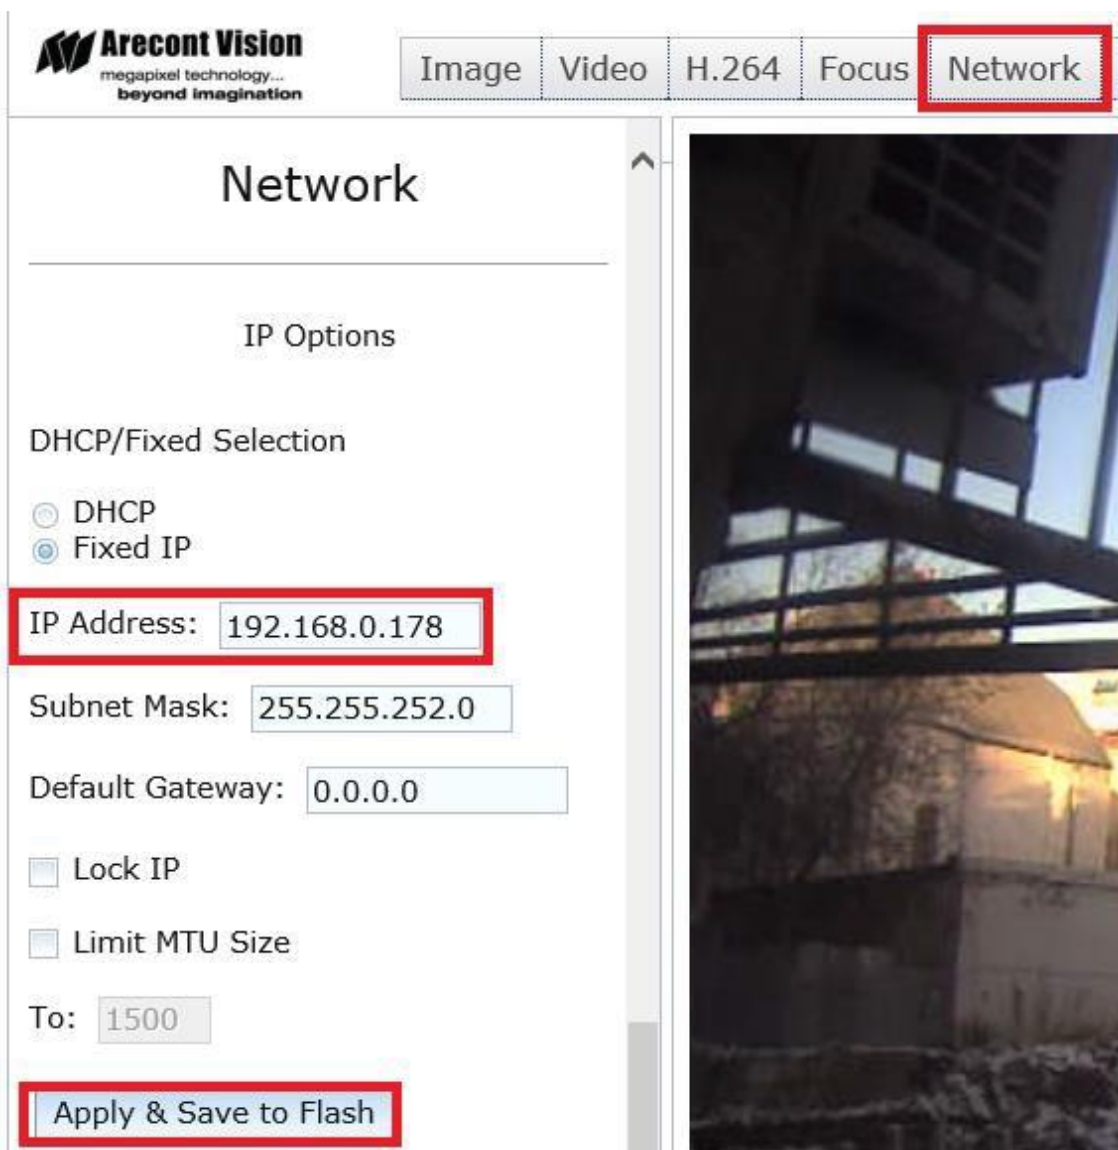 Arecont Vision
megapixel technology...
beyond imagination
Image Video H.264 Focus Network
Network
IP Options
DHCP/Fixed Selection
DHCP
Fixed IP
IP Address: 192.168.0.178
Subnet Mask: 255.255.252.0
Default Gateway: 0.0.0.0
Lock IP
Limit MTU Size
To: 1500
Apply & Save to Flash